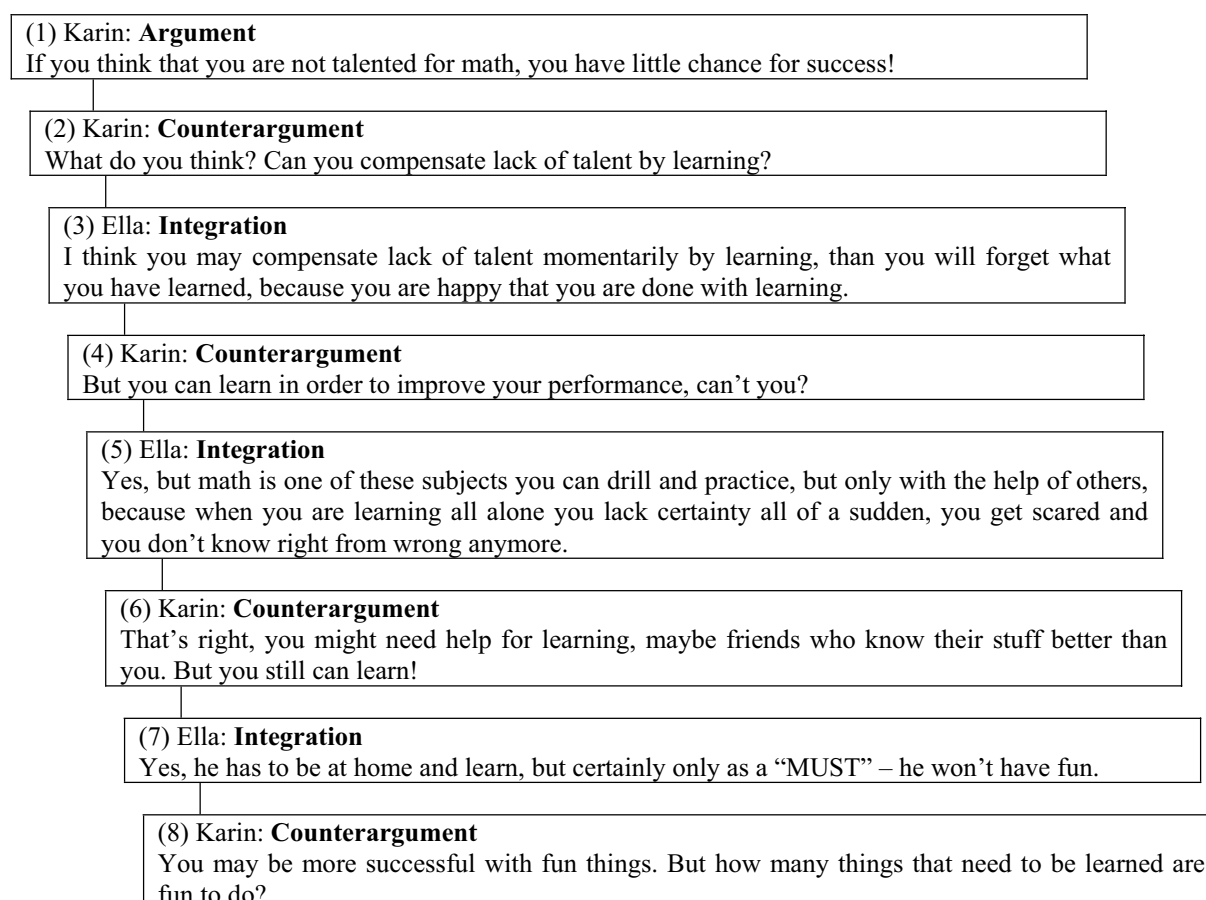 (1) Karin: Argument
If you think that you are not talented for math, you have little chance for success!
(2) Karin: Counterargument
What do you think? Can you compensate lack of talent by learning?
(3) Ella: Integration
I think you may compensate lack of talent momentarily by learning, than you will forget what
you have learned, because you are happy that you are done with learning.
(4) Karin: Counterargument
But you can learn in order to improve your performance, can’t you?
(5) Ella: Integration
Yes, but math is one of these subjects you can drill and practice, but only with the help of others,
because when you are learning all alone you lack certainty all of a sudden, you get scared and
you don’t know right from wrong anymore.
(6) Karin: Counterargument
That’s right, you might need help for learning, maybe friends who know their stuff better than
you. But you still can learn!
(7) Ella: Integration
Yes, he has to be at home and learn, but certainly only as a “MUST” – he won’t have fun.
(8) Karin: Counterargument
You may be more successful with fun things. But how many things that need to be learned are
fun to do?